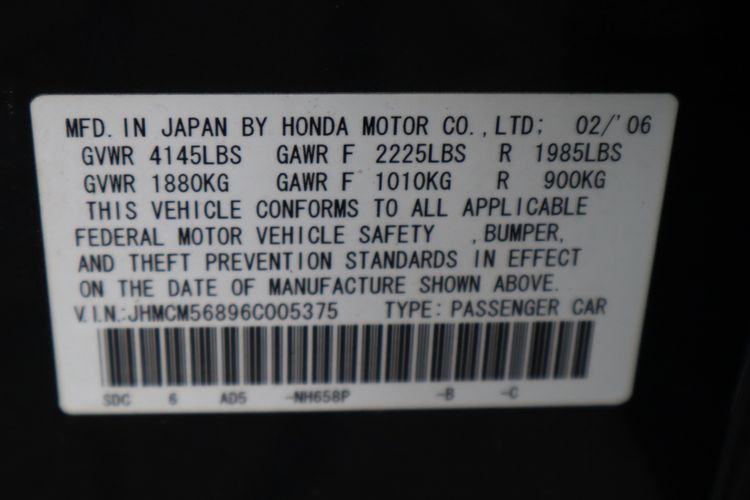 MFD. IN JAPAN BY HONDA MOTOR CO., LTD; 02/'06
GVWR 4145LBS GAWR F 2225LBS R 1985LBS
GVWR 1880KG GAWR F 1010KG R 900KG
THIS VEHICLE CONFORMS TO ALL APPLICABLE
FEDERAL MOTOR VEHICLE SAFETY , BUMPER,
AND THEFT PREVENTION STANDARDS IN EFFECT
ON THE DATE OF MANUFACTURE SHOWN ABOVE.
V.I.N.:JHMCM56896C005375 TYPE: PASSENGER CAR
SDC 6 AD5 -NH658P -B -C